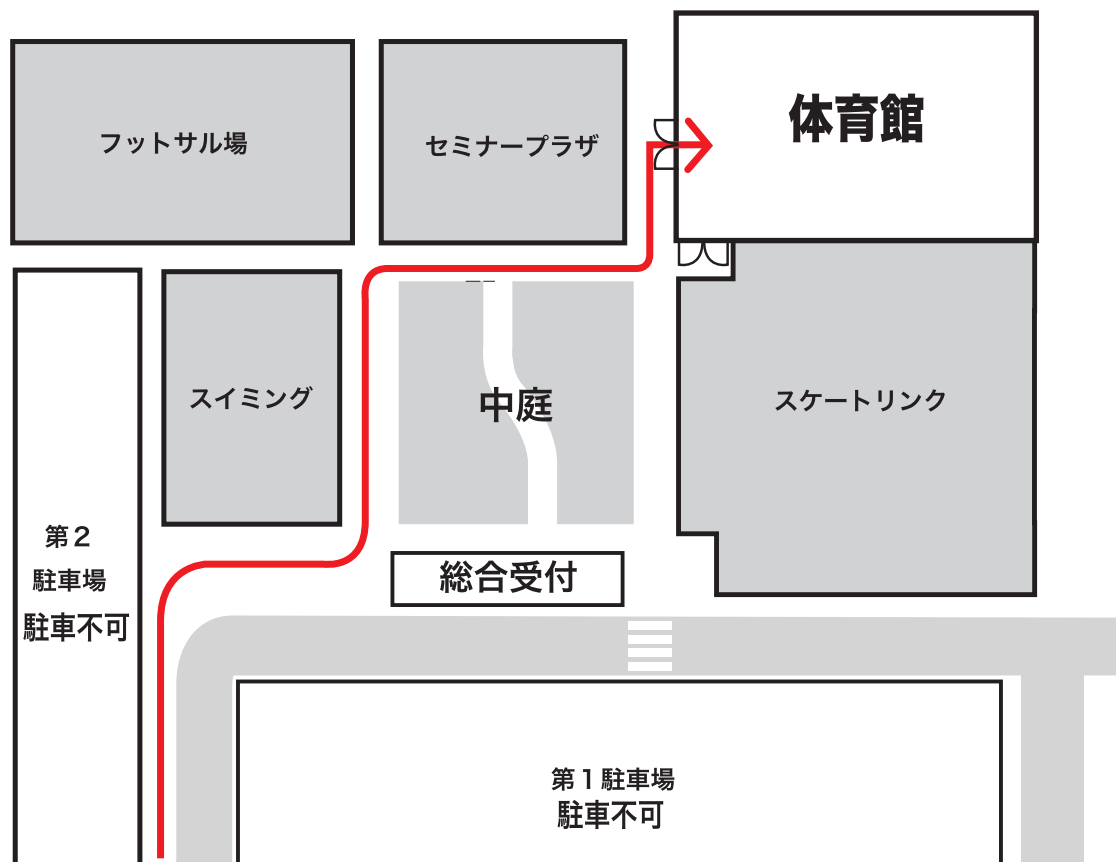 体育館
フットサル場
セミナープラザ
スイミング
中庭
スケートリンク
第２
駐車場
駐車不可
総合受付
第１駐車場
駐車不可